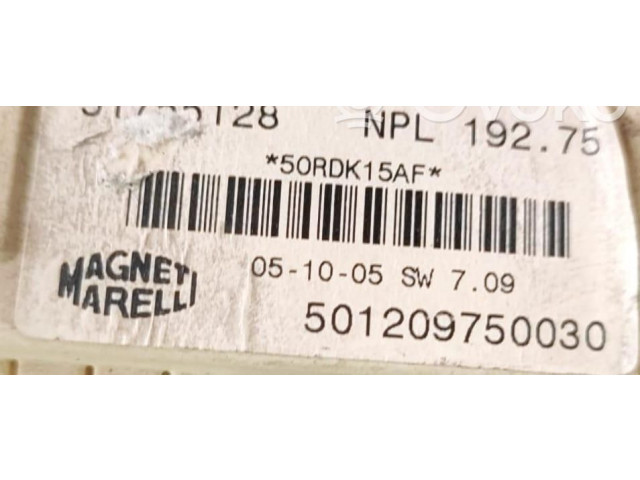 NPL 192.75
*50RDK15AF*
05-10-05 SW 7.09
MAGNETI
MARELLI
501209750030